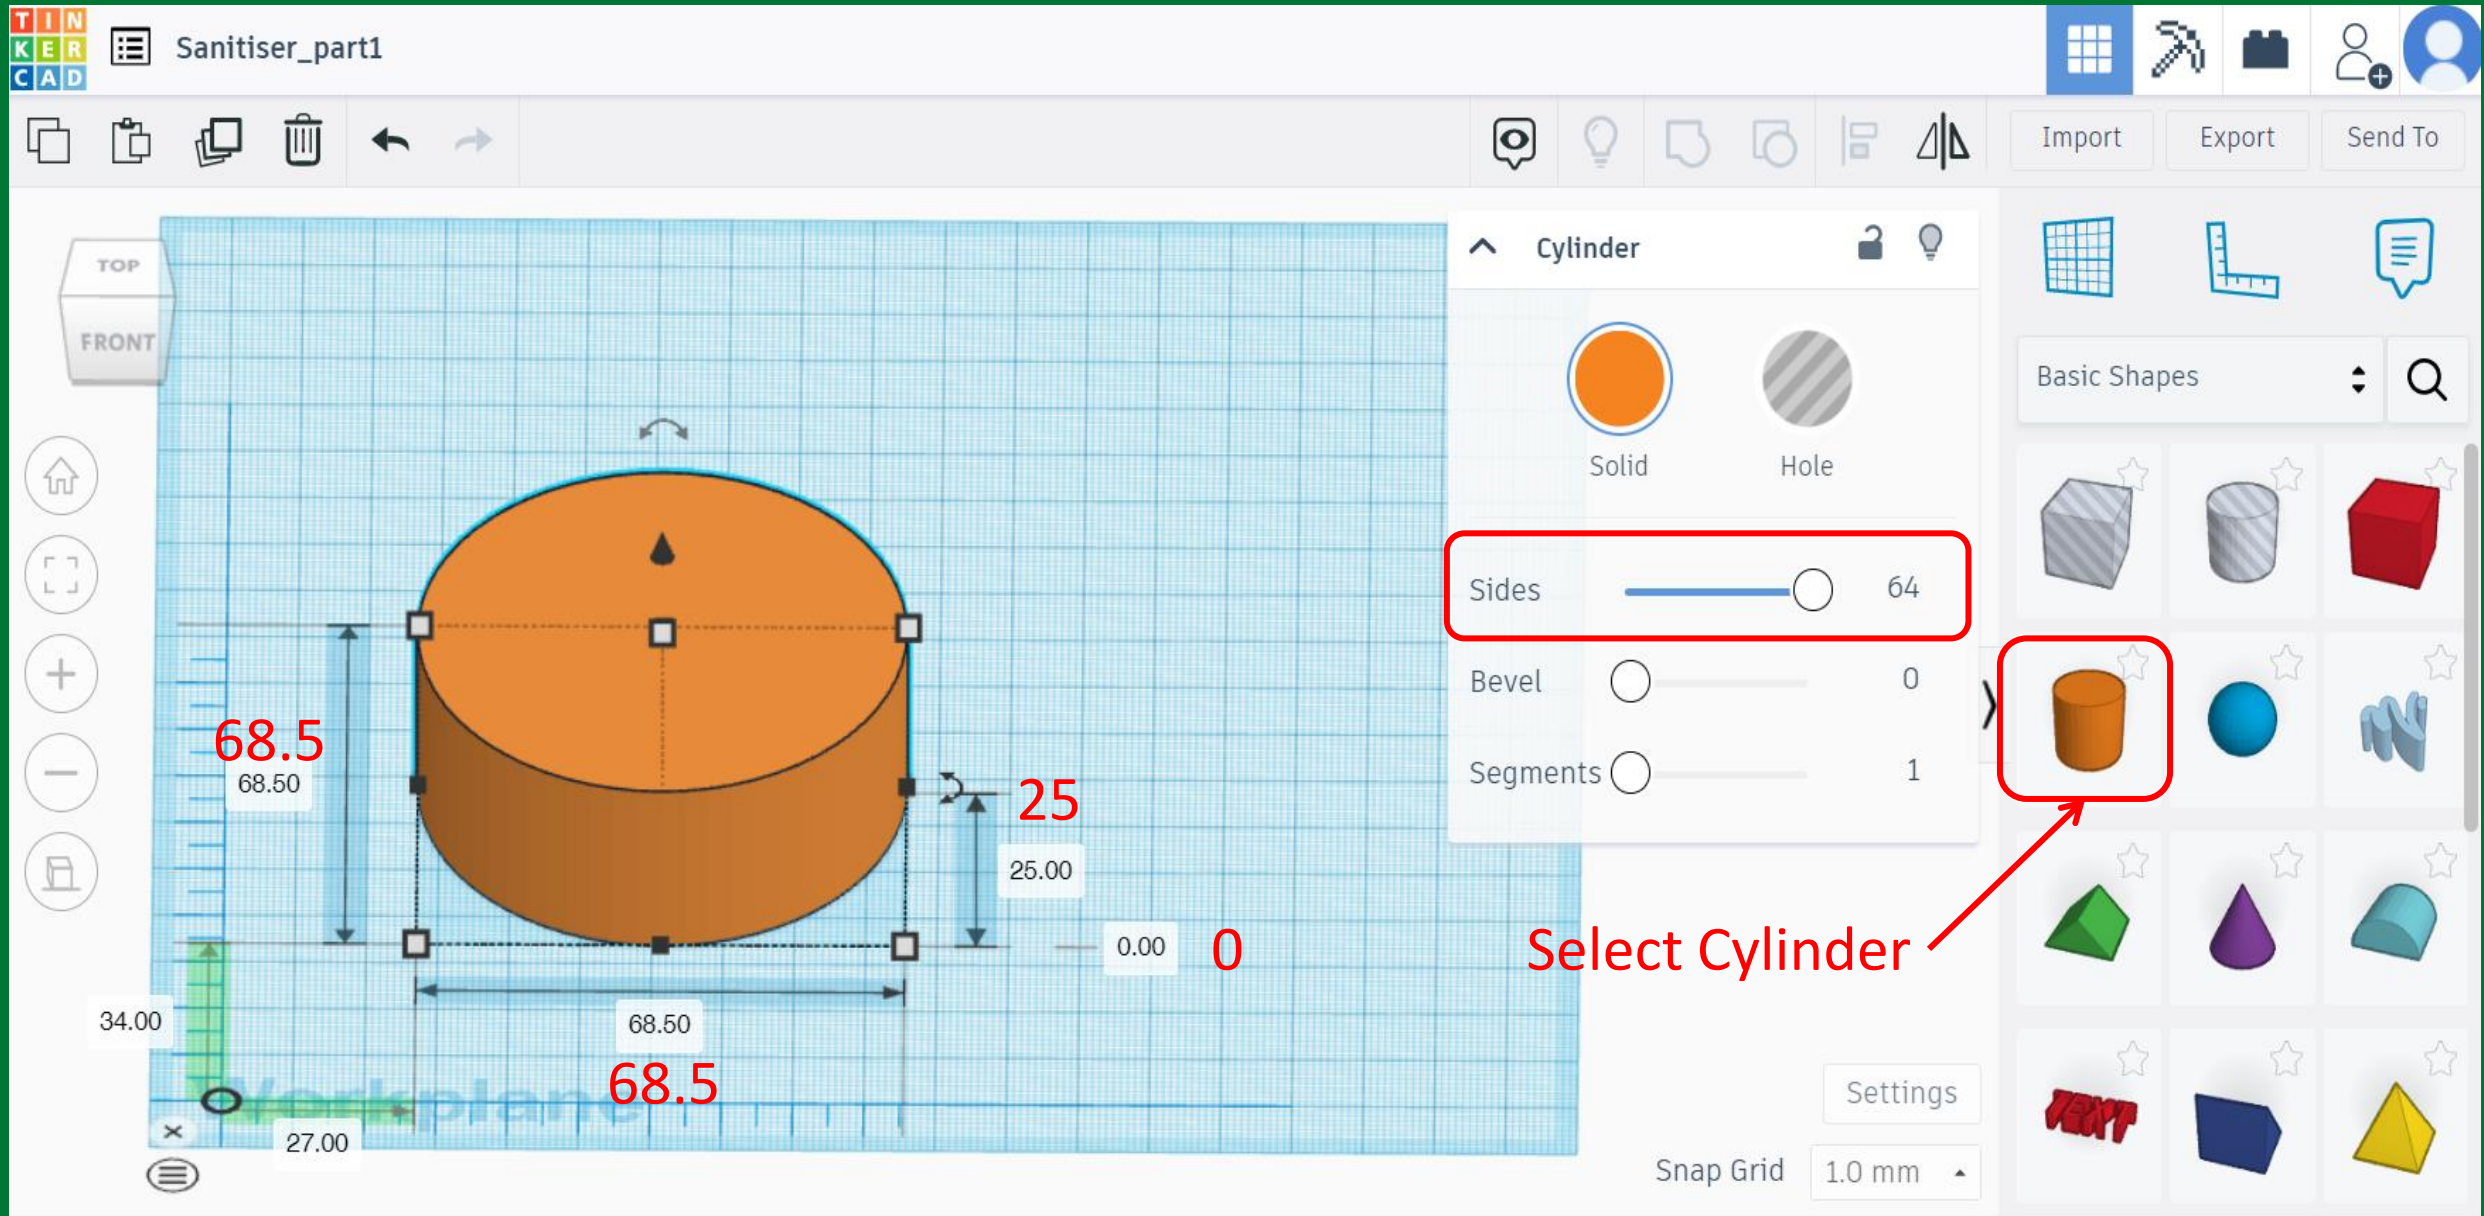 TIN
KER
CAD
Sanitiser_part1
Import
Export
Send To
TOP
FRONT
Cylinder
Solid
Hole
Basic Shapes
Sides 64
Bevel 0
Segments 1
68.5
68.50
25
25.00
0.00 0
Select Cylinder
34.00
68.50
68.5
Workplane
27.00
TEXT
Settings
Snap Grid 1.0 mm